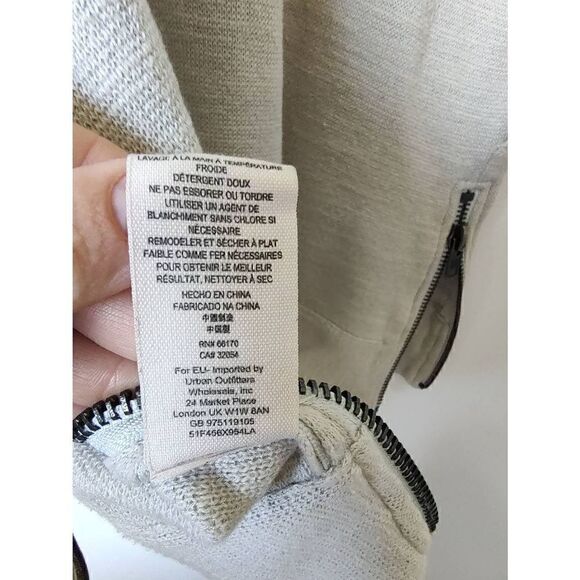 LAVAGE À LA MAIN À TEMPÉRATURE
FROIDE
DÉTERGENT DOUX
NE PAS ESSORER OU TORDRE
UTILISER UN AGENT DE
BLANCHIMENT SANS CHLORE SI
NÉCESSAIRE
REMODELER ET SÉCHER À PLAT
FAIBLE COMME FER NÉCESSAIRES
POUR OBTENIR LE MEILLEUR
RÉSULTAT, NETTOYER À SEC
HECHO EN CHINA
FABRICADO NA CHINA
中國創造
中国製
RN# 66170
CA# 32054
For EU- Imported by
Urban Outfitters
Wholesale, Inc
24 Market Place
London UK W1W 8AN
GB 975119105
51F456X954LA